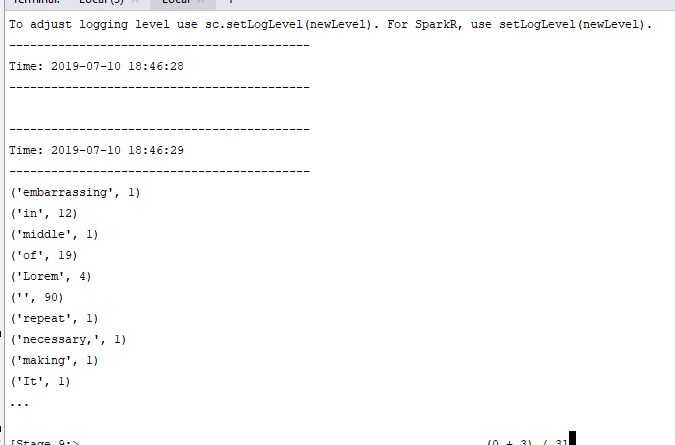 Terminal: Local(3) × Local × +
To adjust logging level use sc.setLogLevel(newLevel). For SparkR, use setLogLevel(newLevel).
-------------------------------------------
Time: 2019-07-10 18:46:28
-------------------------------------------
-------------------------------------------
Time: 2019-07-10 18:46:29
-------------------------------------------
('embarrassing', 1)
('in', 12)
('middle', 1)
('of', 19)
('Lorem', 4)
('', 90)
('repeat', 1)
('necessary,', 1)
('making', 1)
('It', 1)
...
[Stage 9:> (0 + 3) / 3]